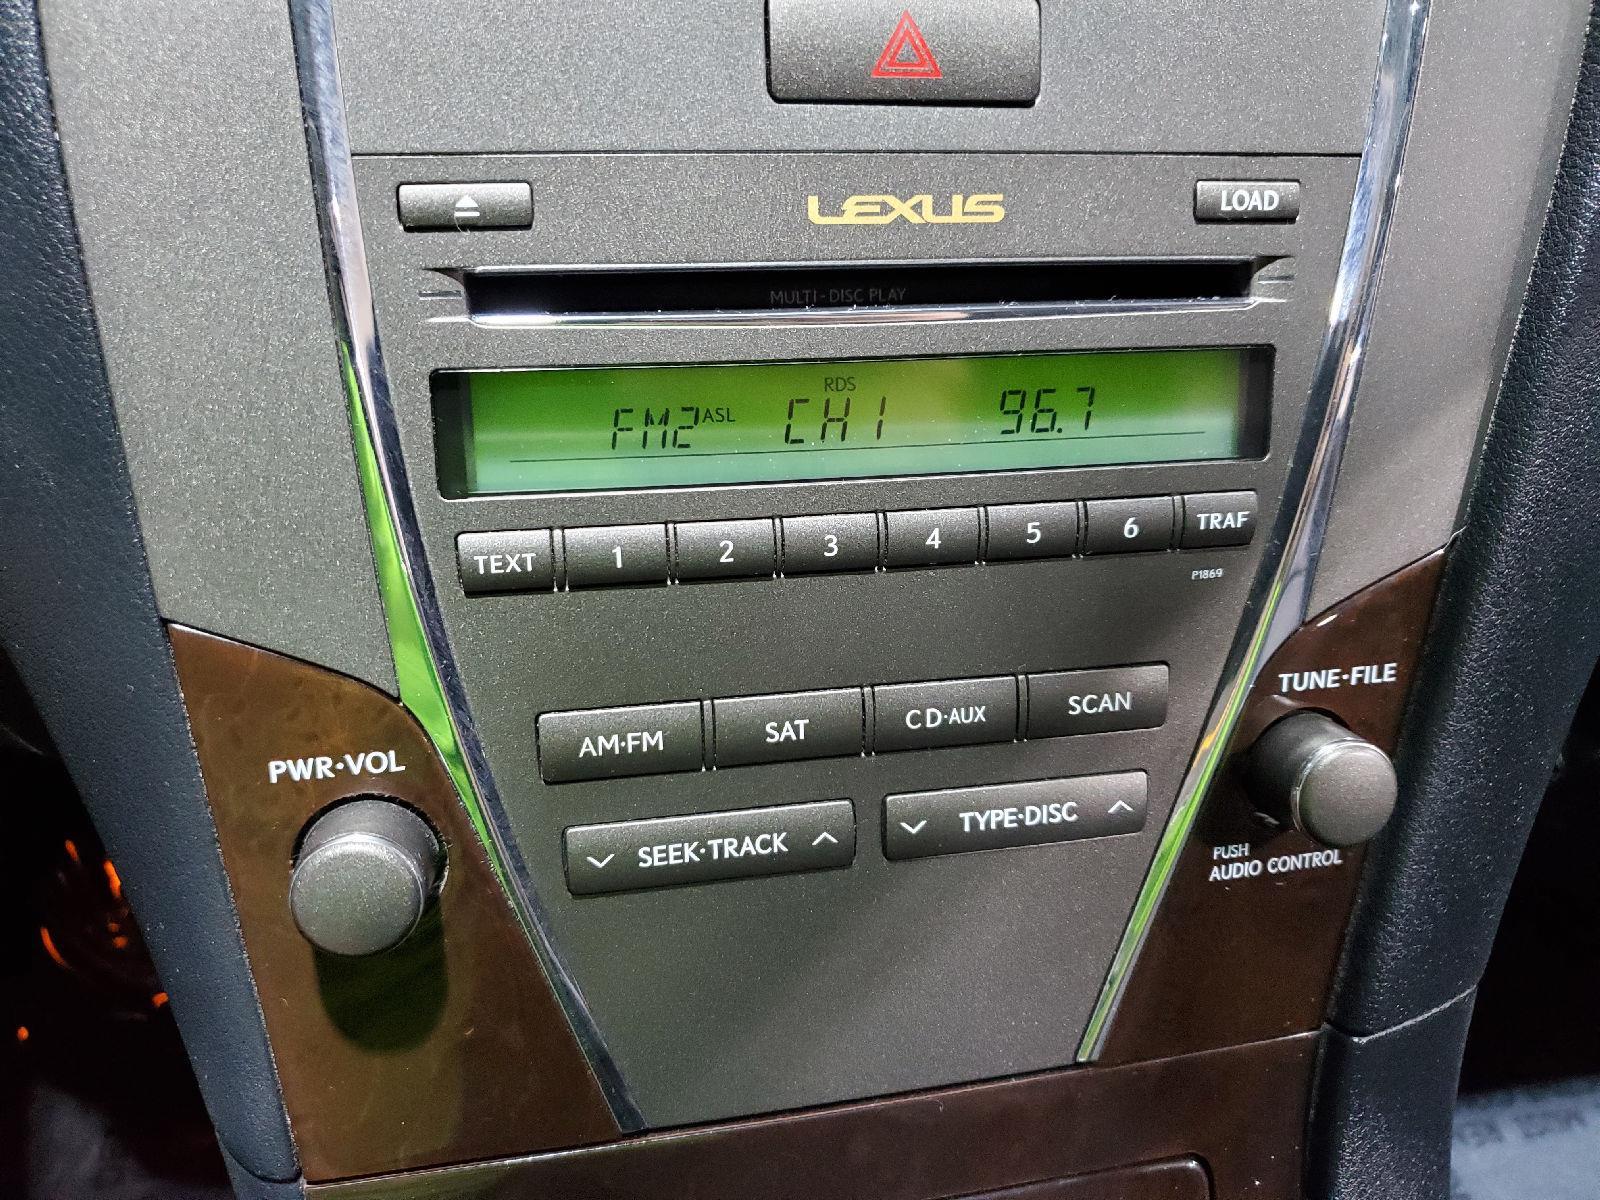 LEXUS
LOAD
MULTI-DISC PLAY
RDS
FM2 ASL CH1 96.7
TEXT 1 2 3 4 5 6 TRAF
P1869
AM·FM SAT CD·AUX SCAN
SEEK·TRACK TYPE·DISC
PWR·VOL
TUNE·FILE
PUSH
AUDIO CONTROL